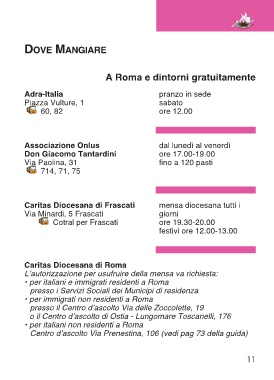 DOVE MANGIARE
A Roma e dintorni gratuitamente
Adra-Italia
Piazza Vulture, 1
60, 82
pranzo in sede
sabato
ore 12.00
Associazione Onlus
Don Giacomo Tantardini
Via Paolina, 31
714, 71, 75
dal lunedì al venerdì
ore 17.00-19.00
fino a 120 pasti
Caritas Diocesana di Frascati
Via Minardi, 5 Frascati
Cotral per Frascati
mensa diocesana tutti i
giorni
ore 19.30-20.00
festivi ore 12.00-13.00
Caritas Diocesana di Roma
L'autorizzazione per usufruire della mensa va richiesta:
• per italiani e immigrati residenti a Roma
presso i Servizi Sociali dei Municipi di residenza
• per immigrati non residenti a Roma
presso il Centro d'ascolto Via delle Zoccolette, 19
o il Centro d'ascolto di Ostia - Lungomare Toscanelli, 176
• per italiani non residenti a Roma
Centro d'ascolto Via Prenestina, 106 (vedi pag 73 della guida)
11